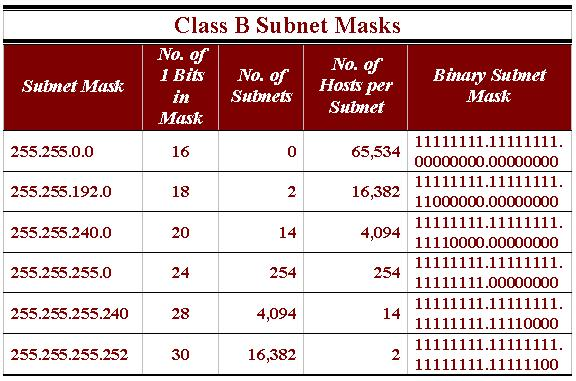 Class B Subnet Masks
Subnet Mask
No. of
1 Bits
in
Mask
No. of
Subnets
No. of
Hosts per
Subnet
Binary Subnet
Mask
255.255.0.0 16 0 65,534 11111111.11111111.
00000000.00000000
255.255.192.0 18 2 16,382 11111111.11111111.
11000000.00000000
255.255.240.0 20 14 4,094 11111111.11111111.
11110000.00000000
255.255.255.0 24 254 254 11111111.11111111.
11111111.00000000
255.255.255.240 28 4,094 14 11111111.11111111.
11111111.11110000
255.255.255.252 30 16,382 2 11111111.11111111.
11111111.11111100